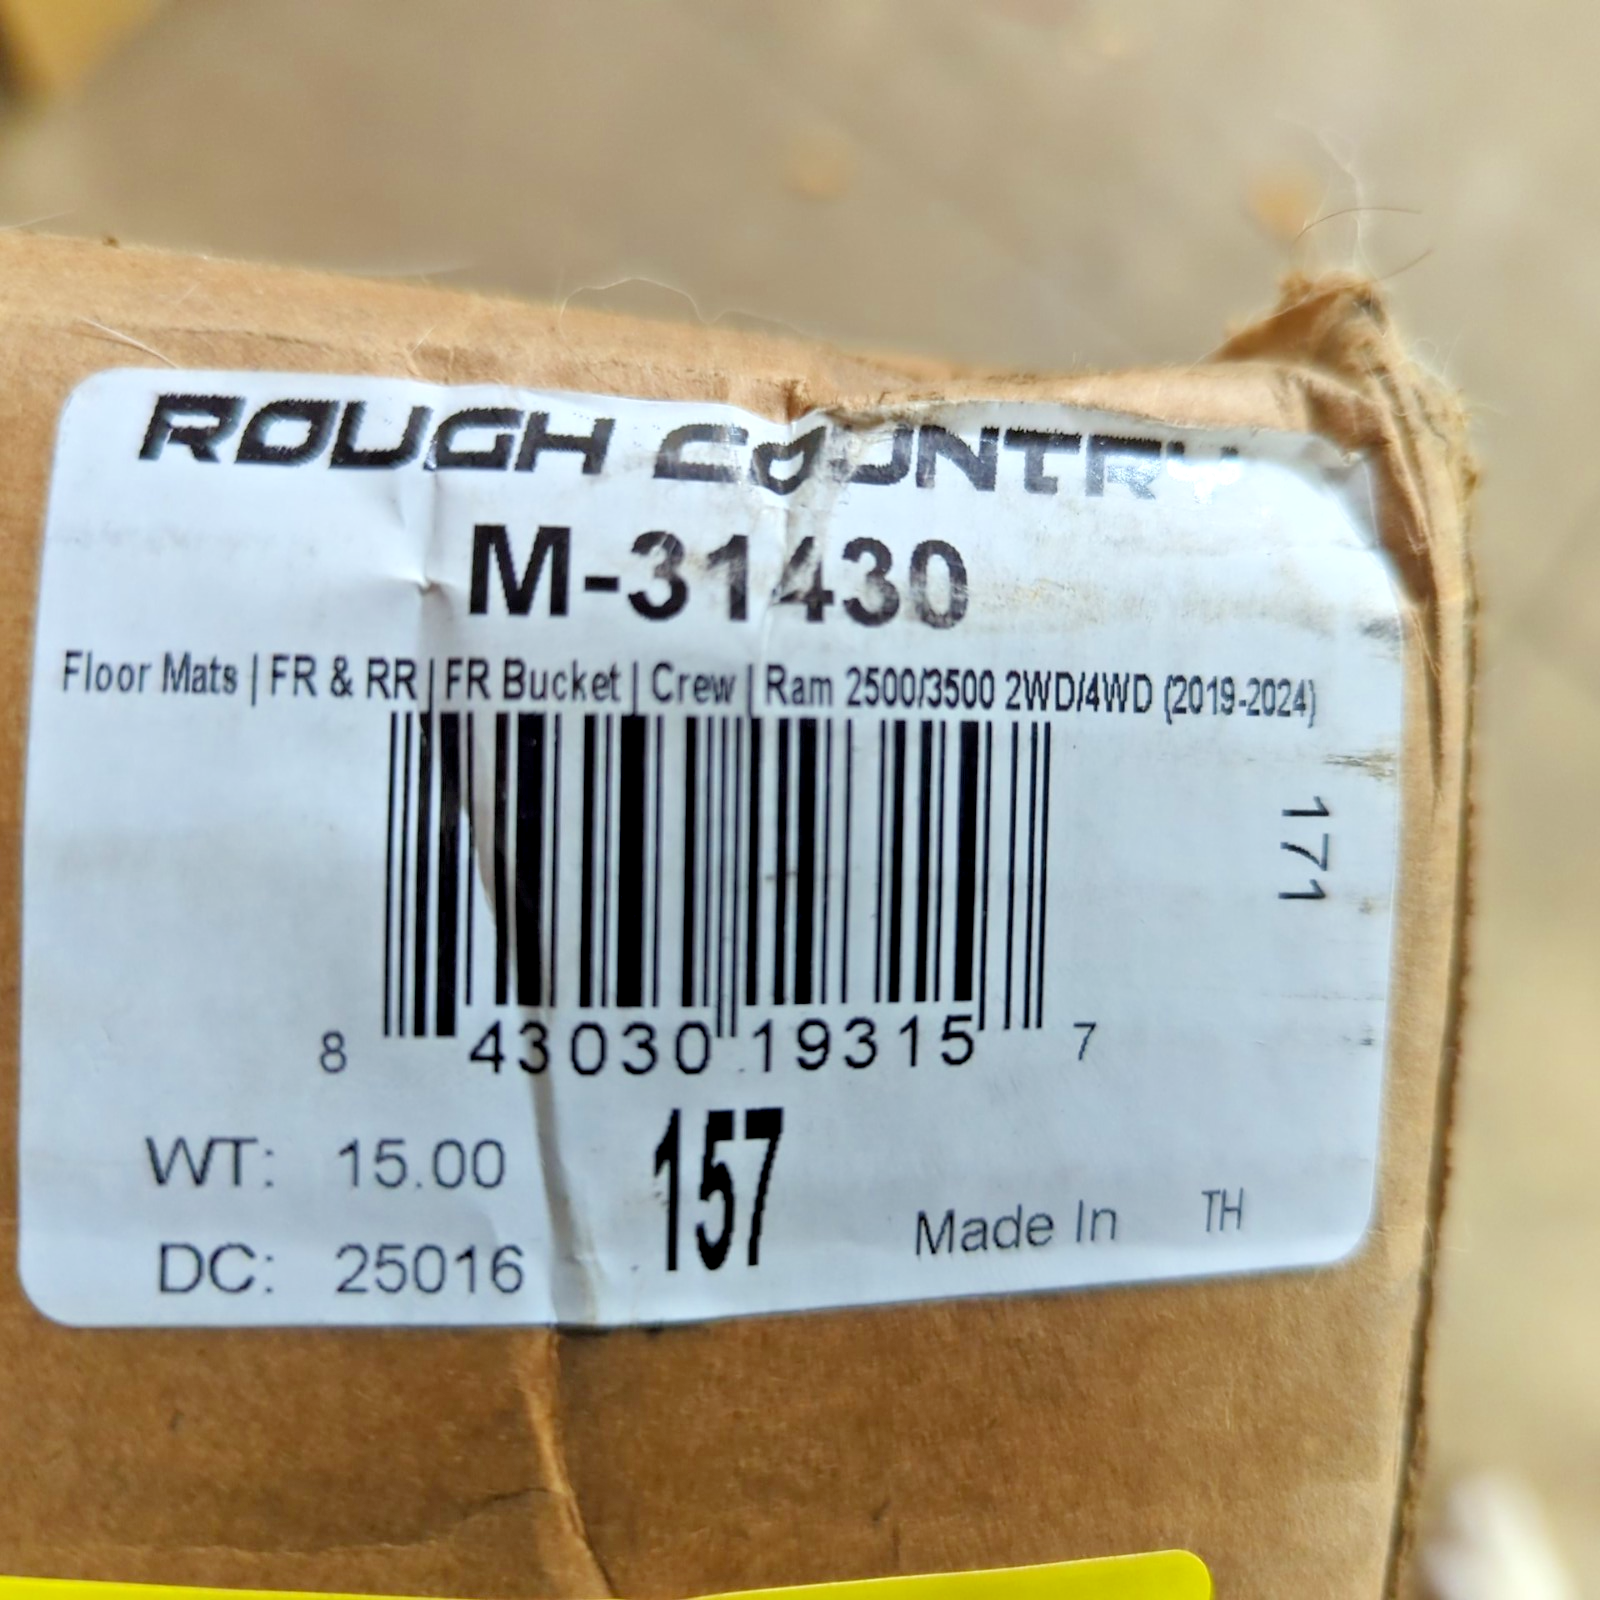 ROUGH COUNTRY
M-31430
Floor Mats | FR & RR | FR Bucket | Crew | Ram 2500/3500 2WD/4WD (2019-2024)
171
8 43030 19315 7
WT: 15.00
157
Made In TH
DC: 25016